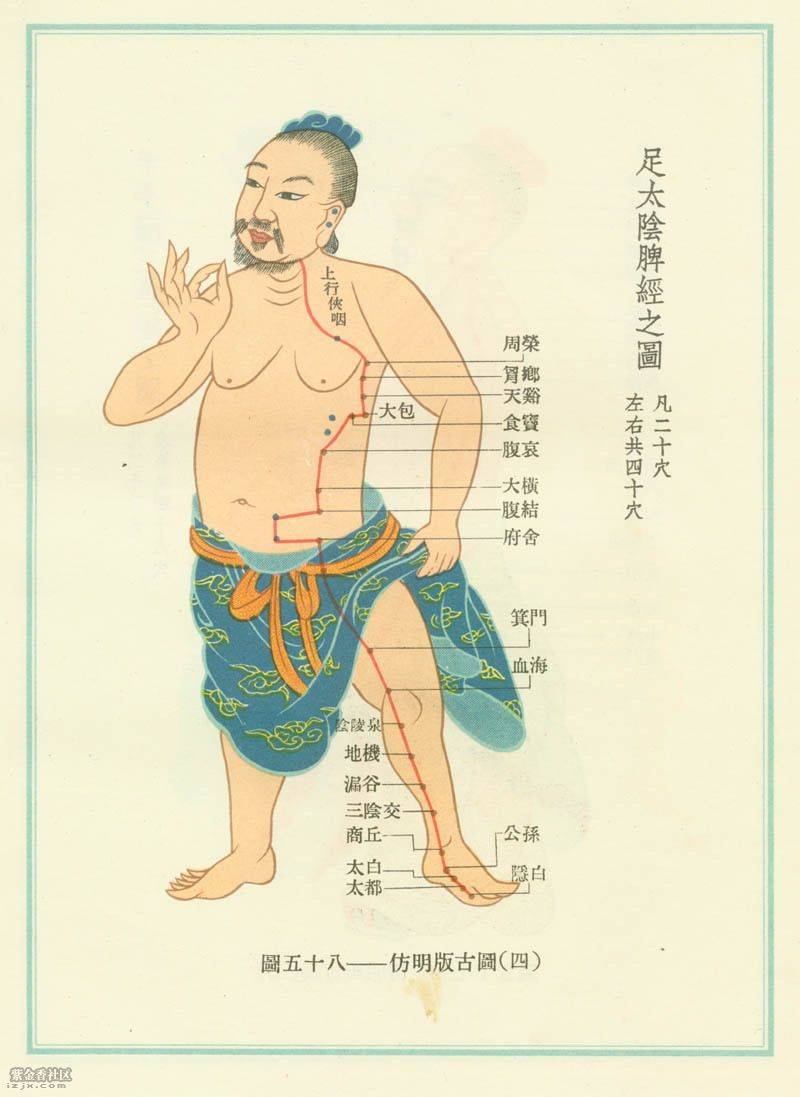 足太陰脾經之圖
凡二十穴
左右共四十穴
上行俠咽
周榮
胷鄉
天谿
大包
食竇
腹哀
大橫
腹結
府舍
箕門
血海
陰陵泉
地機
漏谷
三陰交
商丘
公孫
太白
隱白
太都
圖五十八——仿明版古圖(四)
紫金香社区
izjx.com